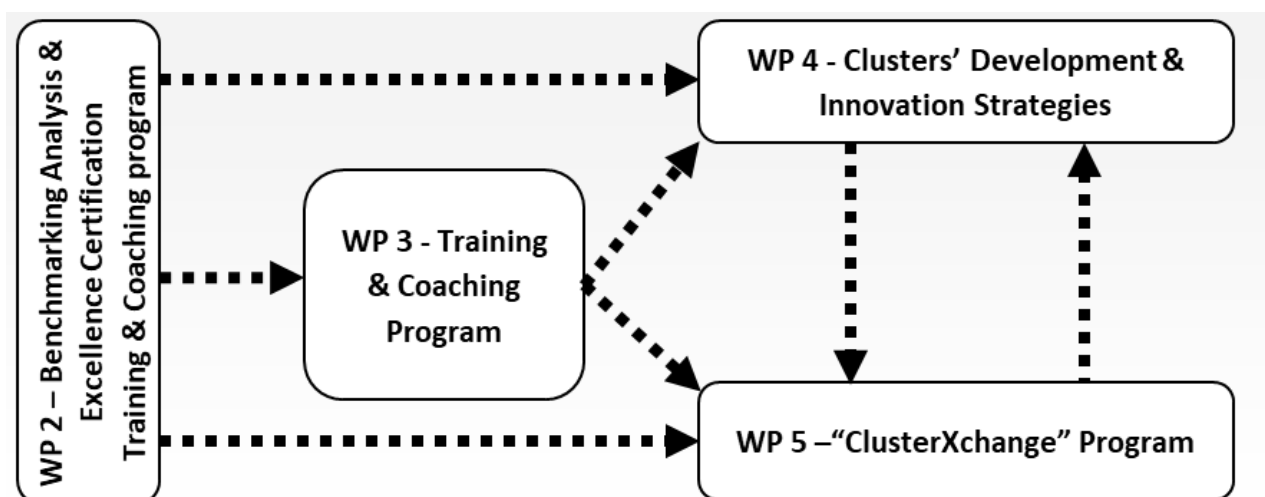 WP 2 – Benchmarking Analysis &
Excellence Certification
Training & Coaching program
WP 3 - Training
& Coaching
Program
WP 4 - Clusters’ Development &
Innovation Strategies
WP 5 –“ClusterXchange” Program